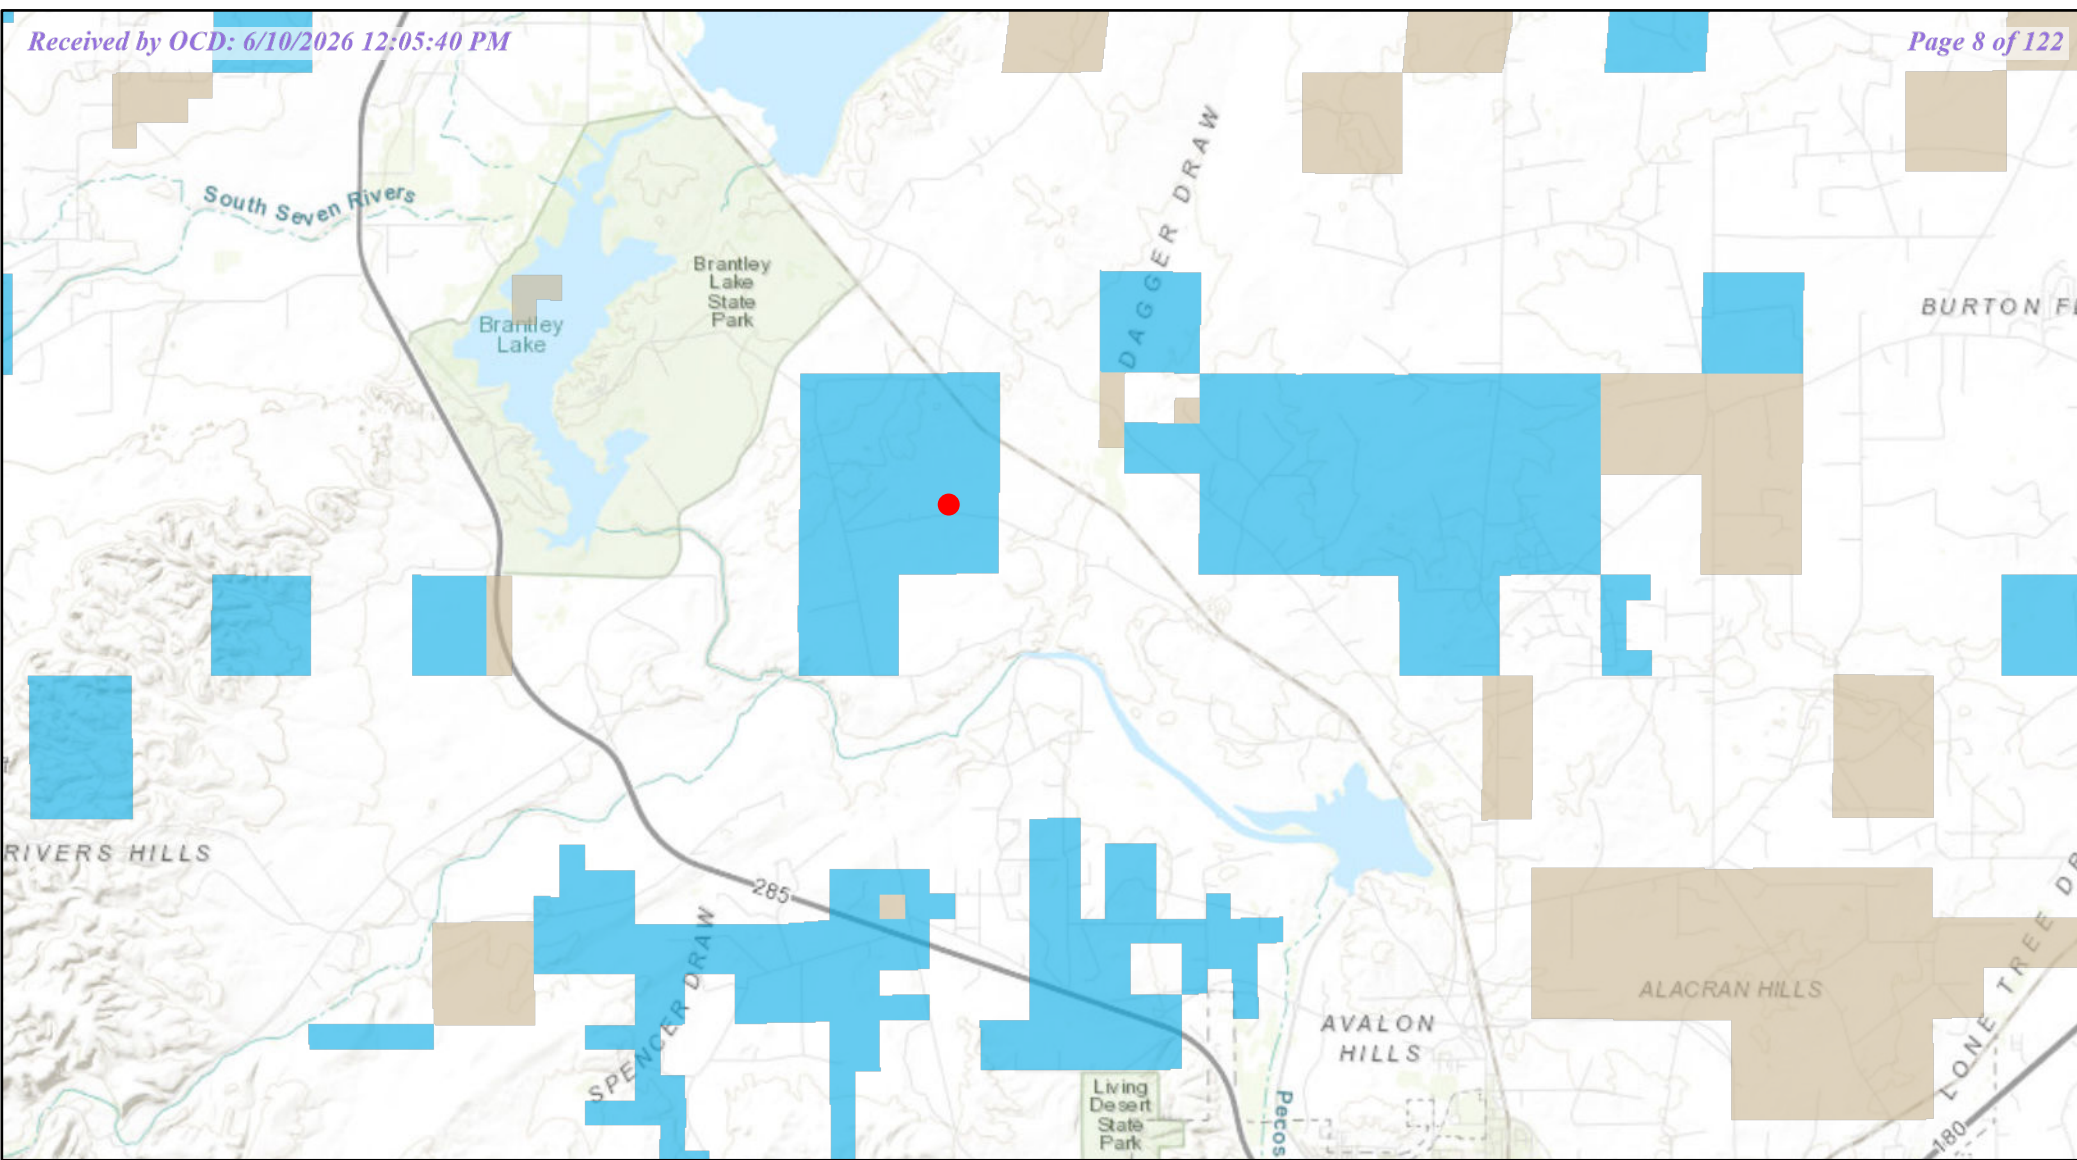 Received by OCD: 6/10/2026 12:05:40 PM
Page 8 of 122
South Seven Rivers
DAGGER DRAW
Brantley
Lake
State
Park
Brantley
Lake
BURTON
RIVERS HILLS
285
SPENCER DRAW
ALACRAN HILLS
LONE TREE
AVALON
HILLS
Living
Desert
State
Park
Pecos
180